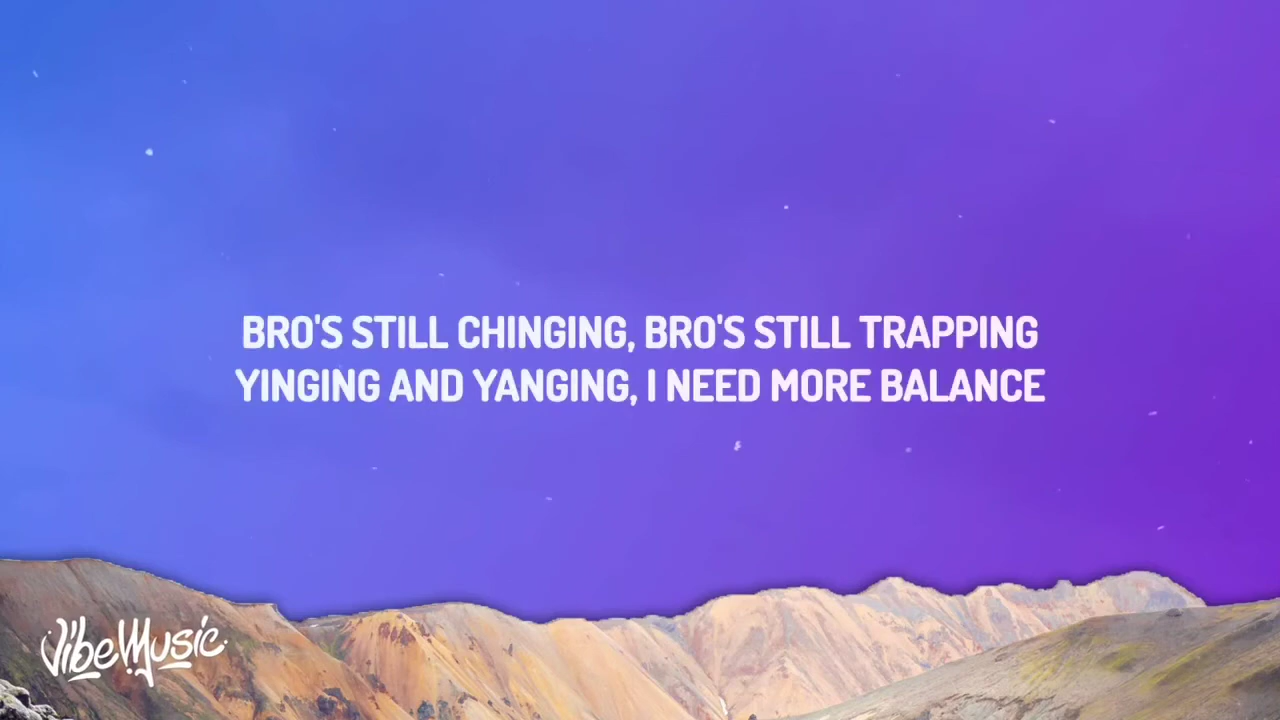 BRO'S STILL CHINGING, BRO'S STILL TRAPPING
YINGING AND YANGING, I NEED MORE BALANCE
VibeMusic